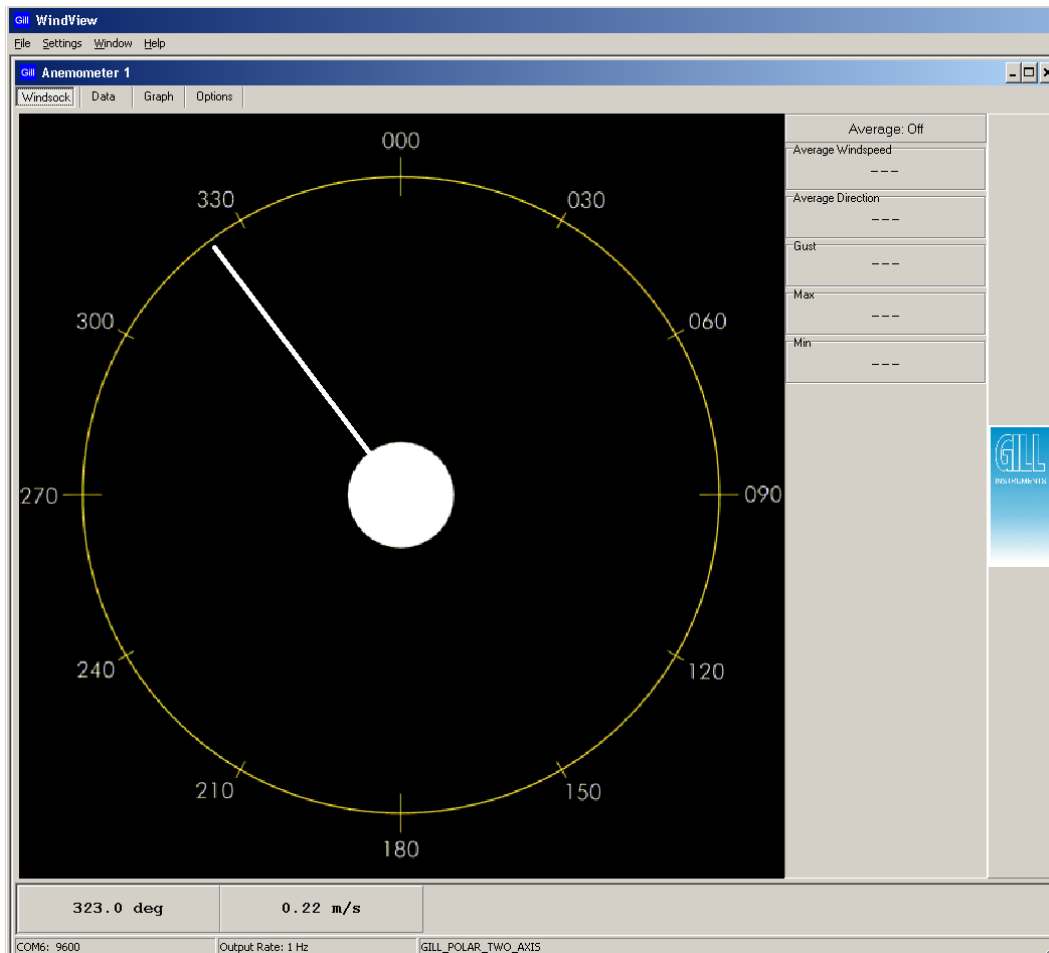 Gill WindView
File Settings Window Help
Gill Anemometer 1
Windsock Data Graph Options
000
330
030
300
060
270
090
240
120
210
150
180
Average: Off
Average Windspeed
---
Average Direction
---
Gust
---
Max
---
Min
---
GILL
INSTRUMENTS
323.0 deg 0.22 m/s
COM6: 9600 Output Rate: 1 Hz GILL_POLAR_TWO_AXIS